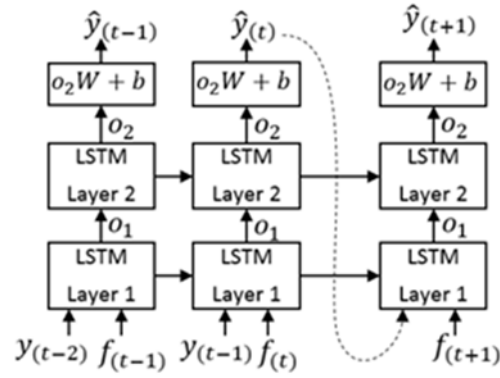 ŷ(t−1) ŷ(t) ŷ(t+1)
o₂W + b o₂W + b o₂W + b
o₂ o₂ o₂
LSTM LSTM LSTM
Layer 2 Layer 2 Layer 2
o₁ o₁ o₁
LSTM LSTM LSTM
Layer 1 Layer 1 Layer 1
y(t−2) f(t−1) y(t−1) f(t) f(t+1)